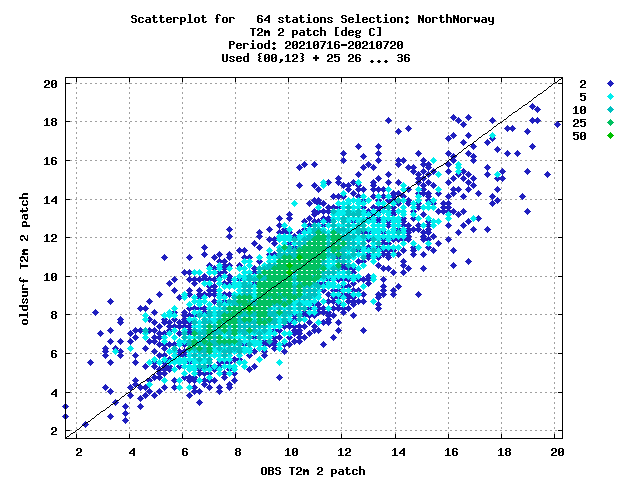 Scatterplot for   64 stations Selection: NorthNorway
T2m 2 patch [deg C]
Period: 20210716-20210720
Used {00,12} + 25 26 ... 36
2
5
10
25
50
20
18
16
14
12
10
8
6
4
2
oldsurf T2m 2 patch
2 4 6 8 10 12 14 16 18 20
OBS T2m 2 patch